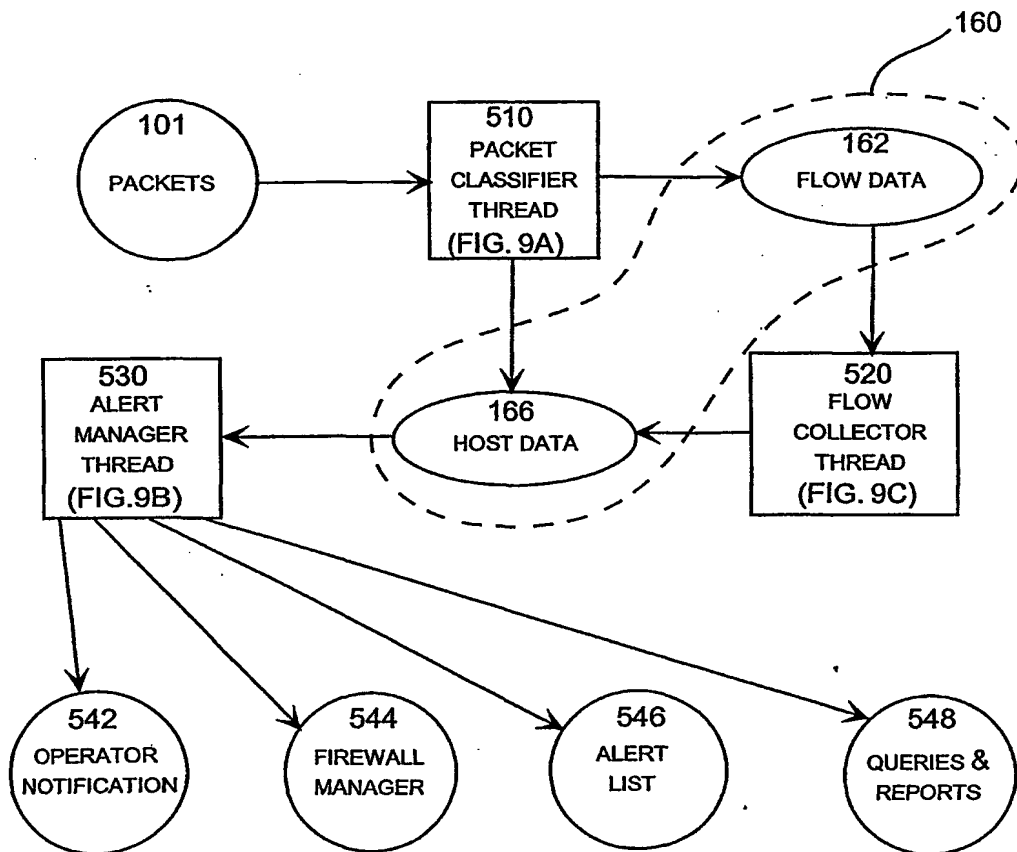 160
101
PACKETS
510
PACKET
CLASSIFIER
THREAD
(FIG. 9A)
162
FLOW DATA
530
ALERT
MANAGER
THREAD
(FIG.9B)
166
HOST DATA
520
FLOW
COLLECTOR
THREAD
(FIG. 9C)
542
OPERATOR
NOTIFICATION
544
FIREWALL
MANAGER
546
ALERT
LIST
548
QUERIES &
REPORTS